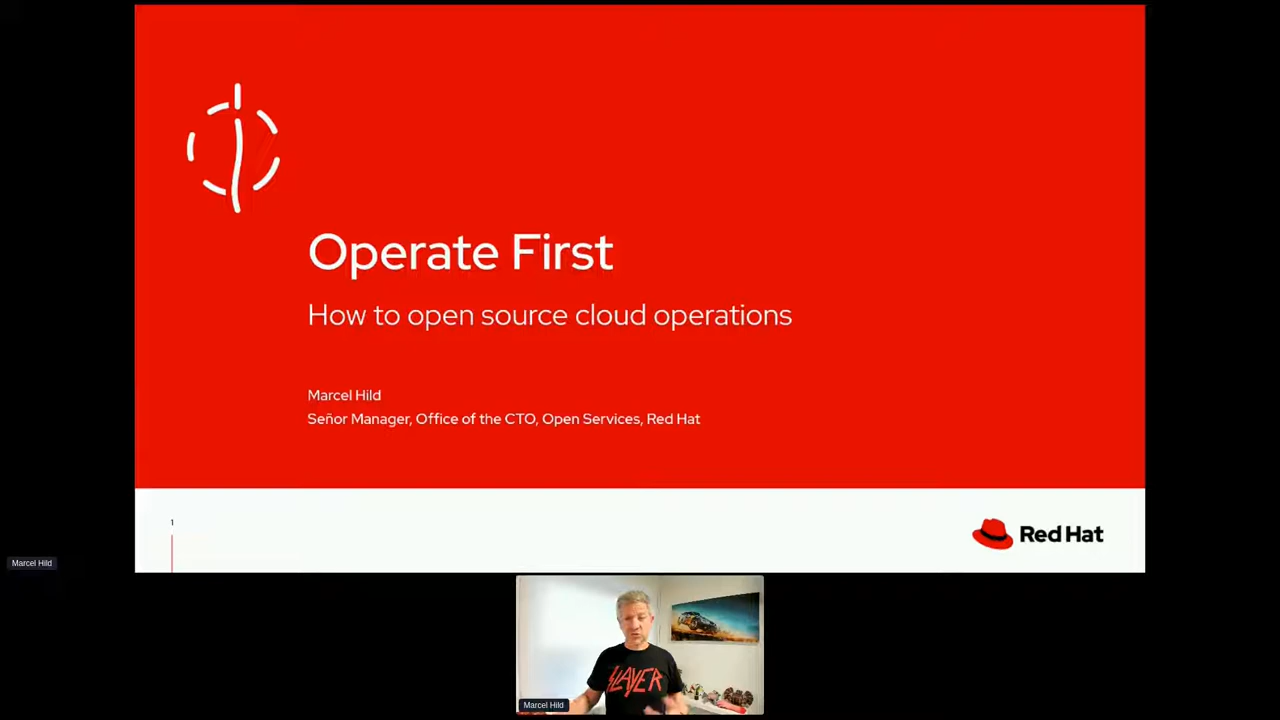 Operate First
How to open source cloud operations
Marcel Hild
Señor Manager, Office of the CTO, Open Services, Red Hat
1
Red Hat
Marcel Hild
SLAYER
Marcel Hild